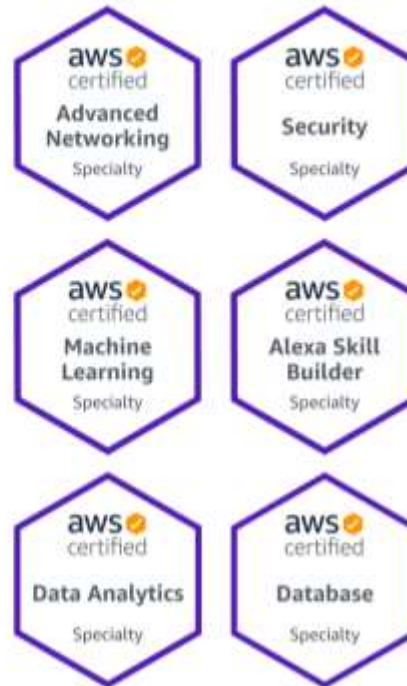 aws
certified
Advanced
Networking
Specialty
aws
certified
Security
Specialty
aws
certified
Machine
Learning
Specialty
aws
certified
Alexa Skill
Builder
Specialty
aws
certified
Data Analytics
Specialty
aws
certified
Database
Specialty